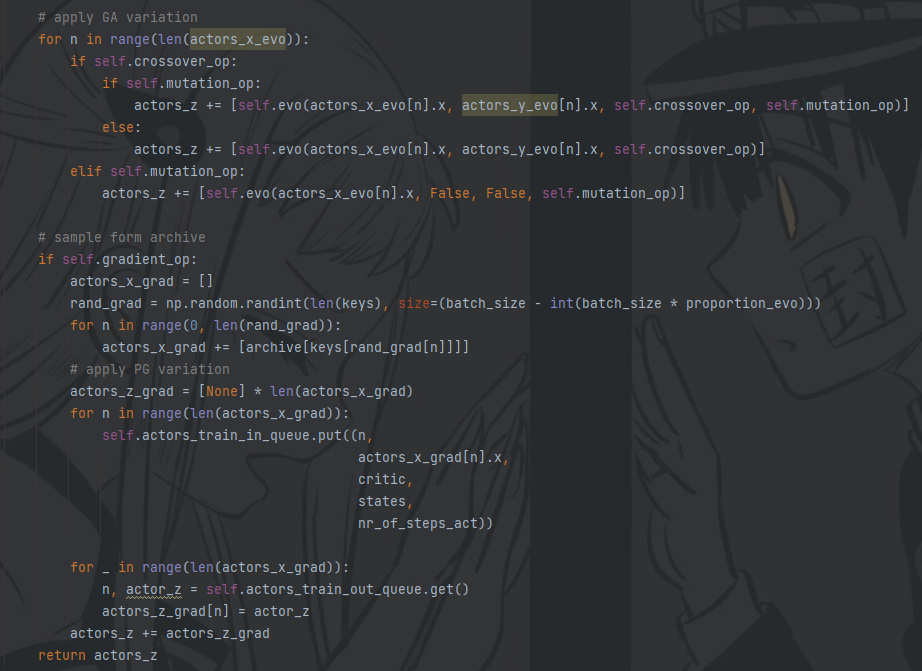 # apply GA variation
for n in range(len(actors_x_evo)):
    if self.crossover_op:
        if self.mutation_op:
            actors_z += [self.evo(actors_x_evo[n].x, actors_y_evo[n].x, self.crossover_op, self.mutation_op)]
        else:
            actors_z += [self.evo(actors_x_evo[n].x, actors_y_evo[n].x, self.crossover_op)]
    elif self.mutation_op:
        actors_z += [self.evo(actors_x_evo[n].x, False, False, self.mutation_op)]

# sample form archive
if self.gradient_op:
    actors_x_grad = []
    rand_grad = np.random.randint(len(keys), size=(batch_size - int(batch_size * proportion_evo)))
    for n in range(0, len(rand_grad)):
        actors_x_grad += [archive[keys[rand_grad[n]]]]
    # apply PG variation
    actors_z_grad = [None] * len(actors_x_grad)
    for n in range(len(actors_x_grad)):
        self.actors_train_in_queue.put((n,
                                        actors_x_grad[n].x,
                                        critic,
                                        states,
                                        nr_of_steps_act))

    for _ in range(len(actors_x_grad)):
        n, actor_z = self.actors_train_out_queue.get()
        actors_z_grad[n] = actor_z
    actors_z += actors_z_grad
return actors_z
封